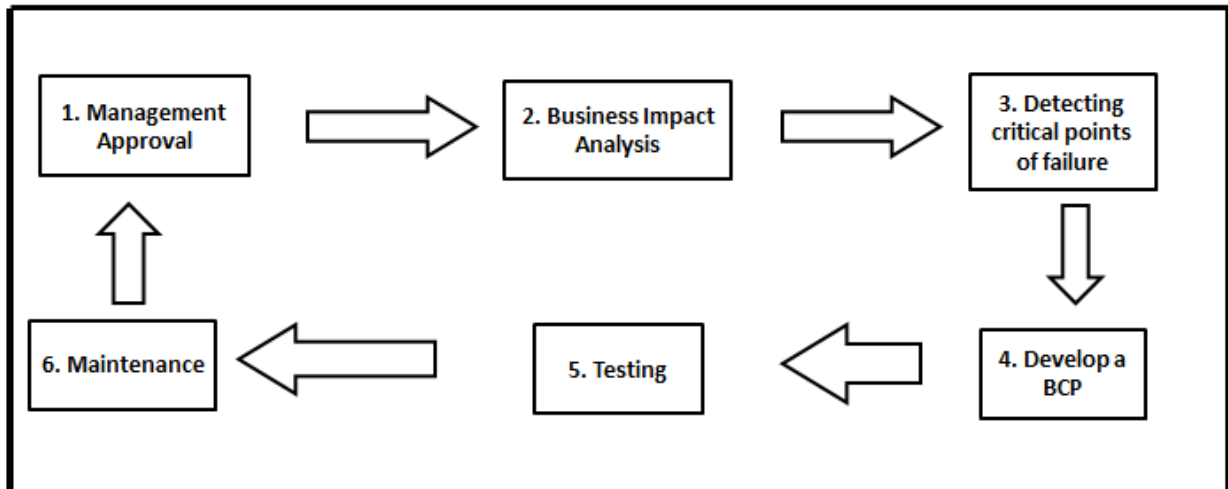 1. Management
Approval
2. Business Impact
Analysis
3. Detecting
critical points
of failure
4. Develop a
BCP
5. Testing
6. Maintenance